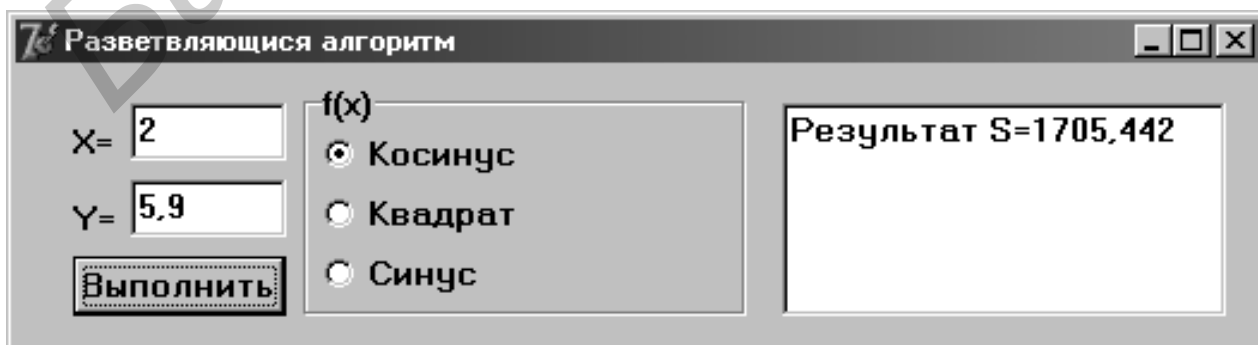 Разветвляющися алгоритм
X= 2
Y= 5,9
Выполнить
f(x)
Косинус
Квадрат
Синус
Результат S=1705,442